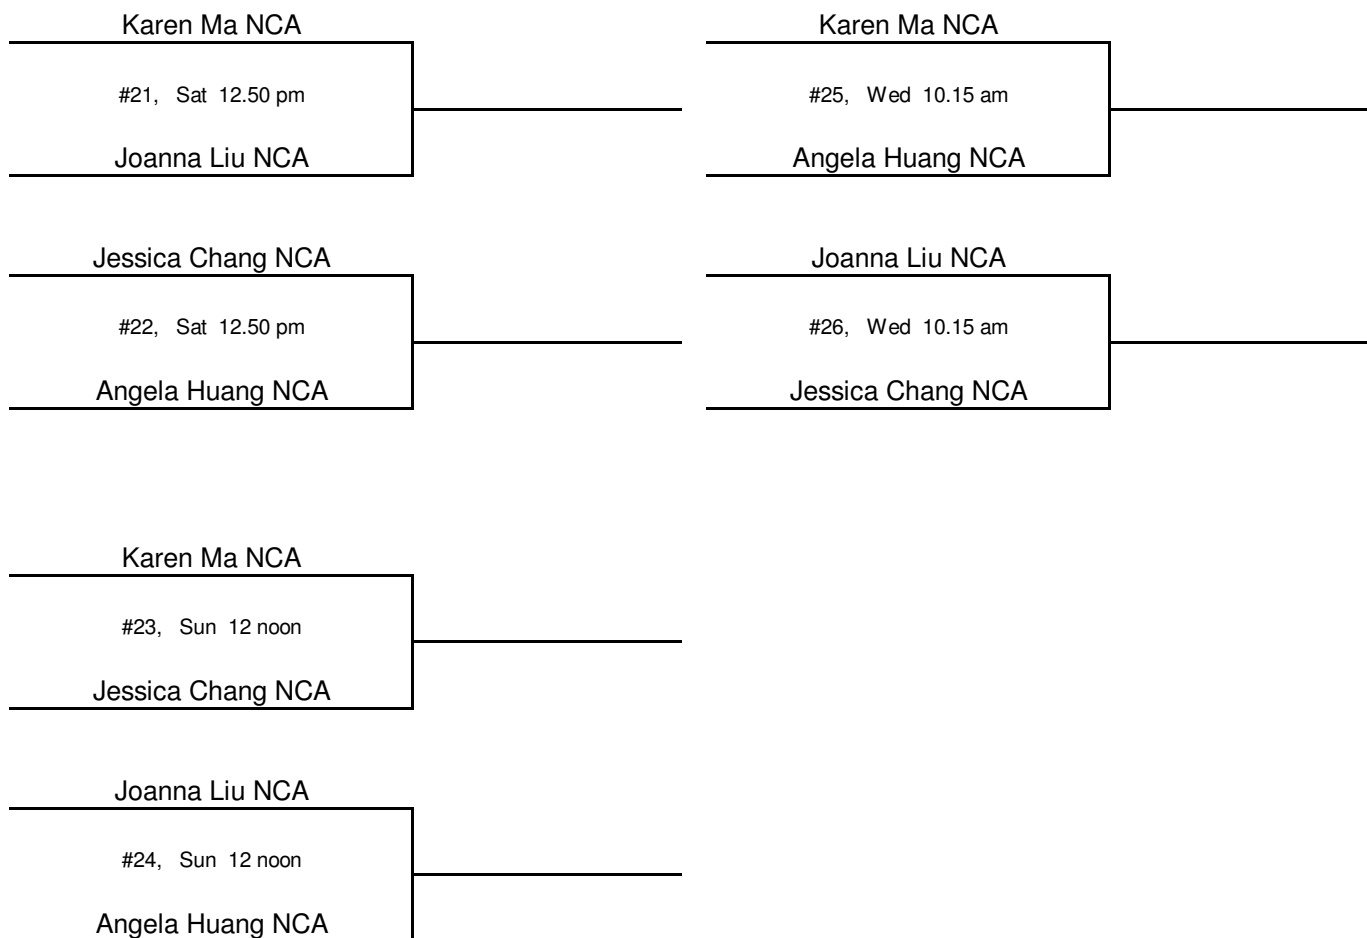 Karen Ma NCA
#21, Sat 12.50 pm
Joanna Liu NCA
Jessica Chang NCA
#22, Sat 12.50 pm
Angela Huang NCA
Karen Ma NCA
#23, Sun 12 noon
Jessica Chang NCA
Joanna Liu NCA
#24, Sun 12 noon
Angela Huang NCA
Karen Ma NCA
#25, Wed 10.15 am
Angela Huang NCA
Joanna Liu NCA
#26, Wed 10.15 am
Jessica Chang NCA